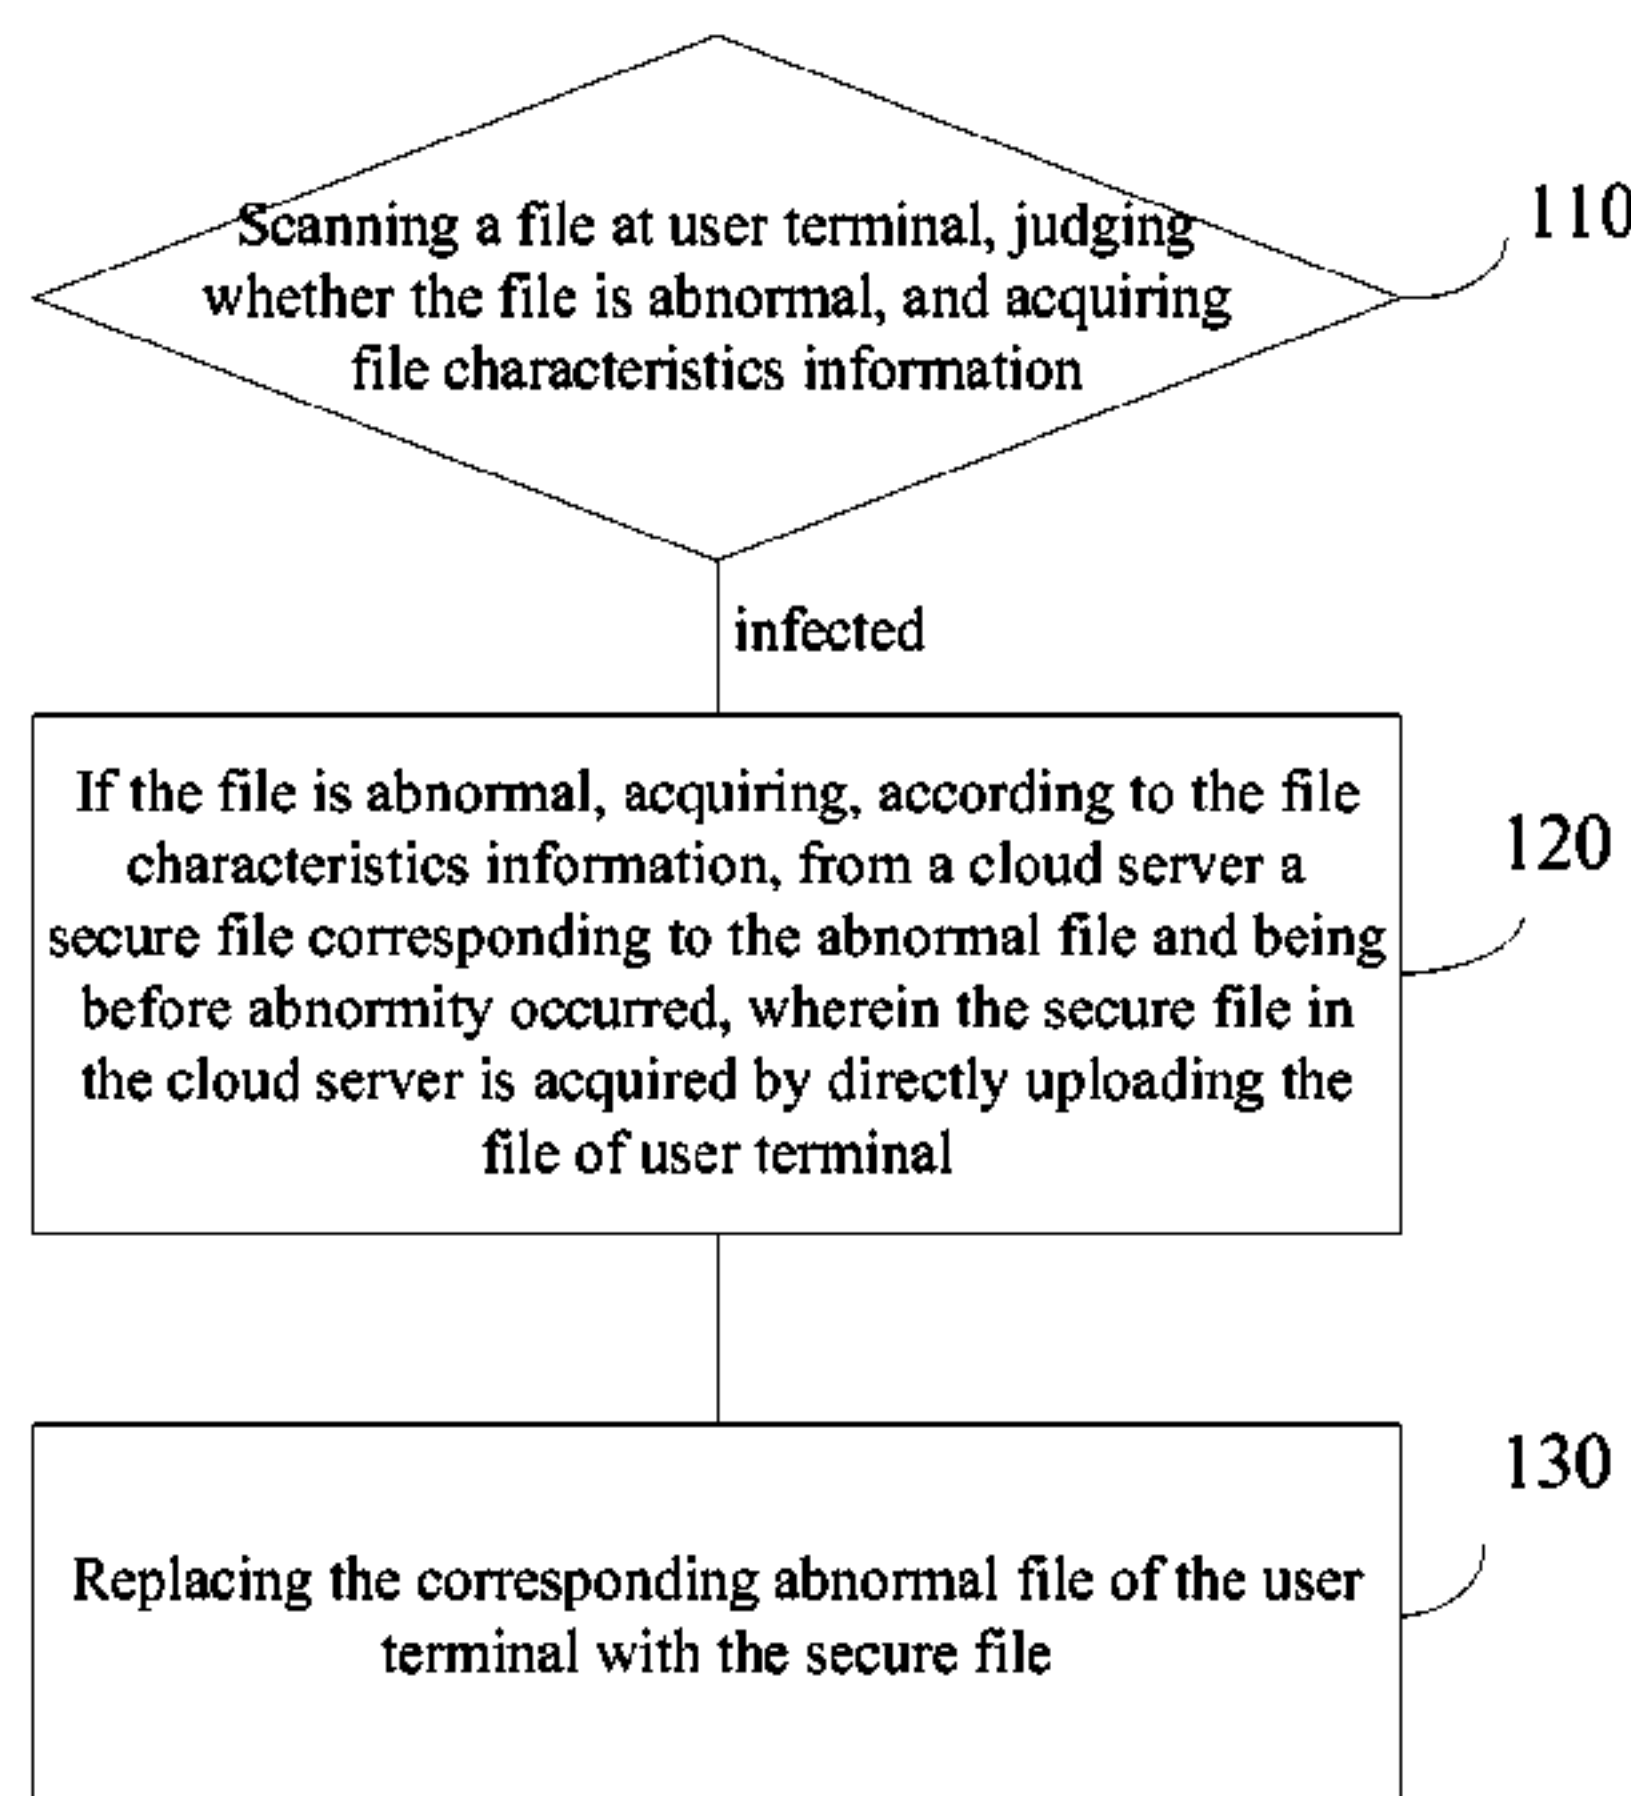 Scanning a file at user terminal, judging
whether the file is abnormal, and acquiring
file characteristics information
110
infected
If the file is abnormal, acquiring, according to the file
characteristics information, from a cloud server a
secure file corresponding to the abnormal file and being
before abnormity occurred, wherein the secure file in
the cloud server is acquired by directly uploading the
file of user terminal
120
Replacing the corresponding abnormal file of the user
terminal with the secure file
130